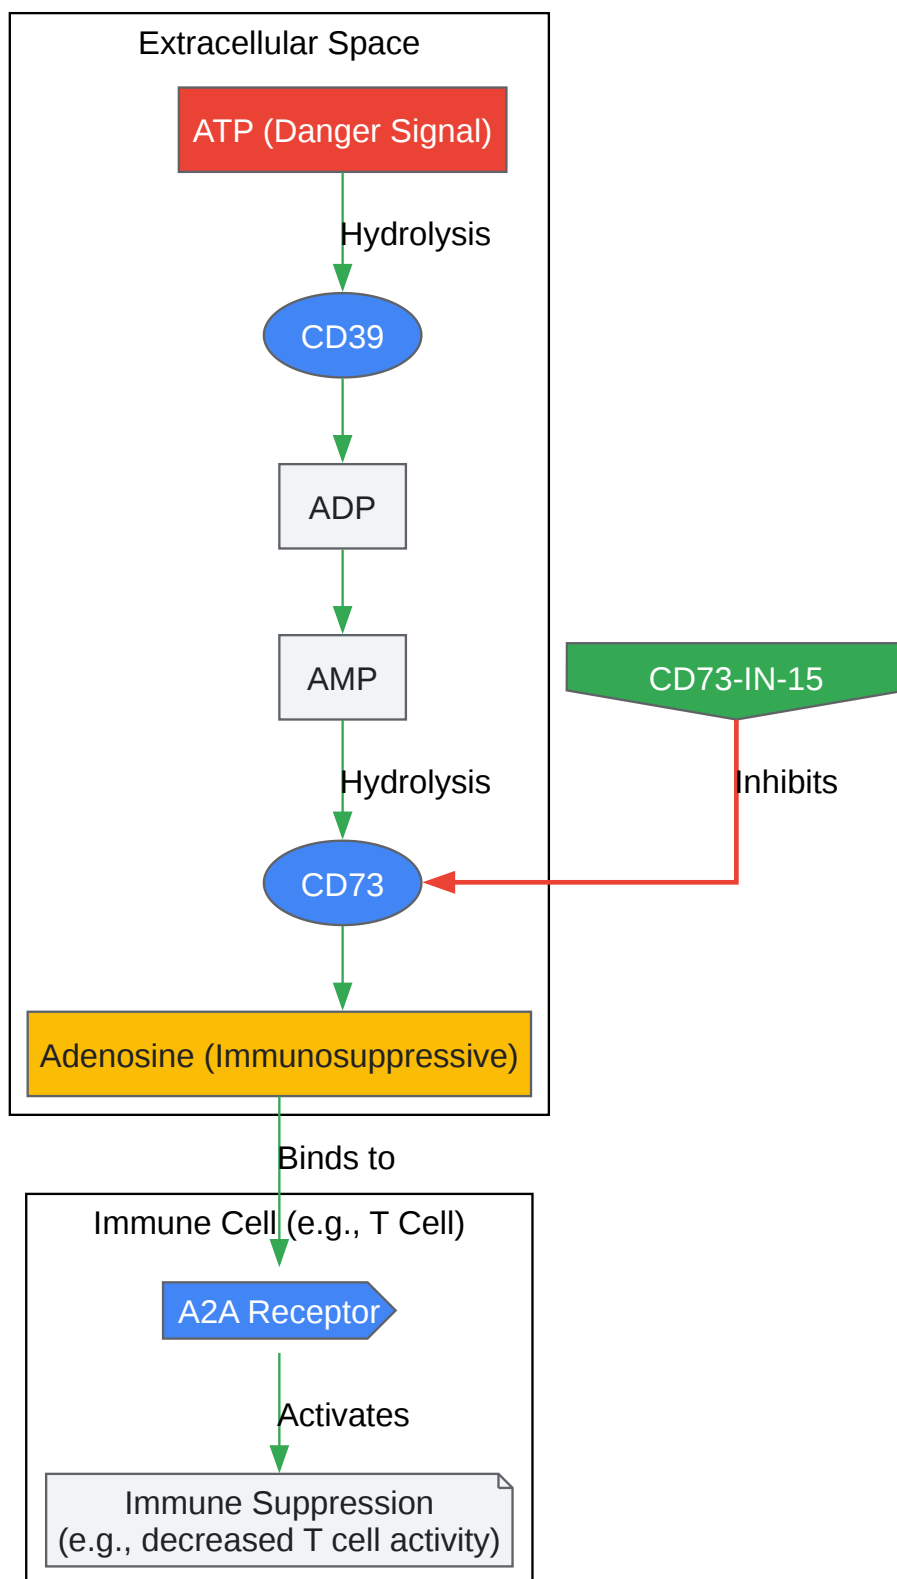 Extracellular Space
ATP (Danger Signal)
Hydrolysis
CD39
ADP
AMP
CD73-IN-15
Hydrolysis
Inhibits
CD73
Adenosine (Immunosuppressive)
Binds to
Immune Cell (e.g., T Cell)
A2A Receptor
Activates
Immune Suppression
(e.g., decreased T cell activity)